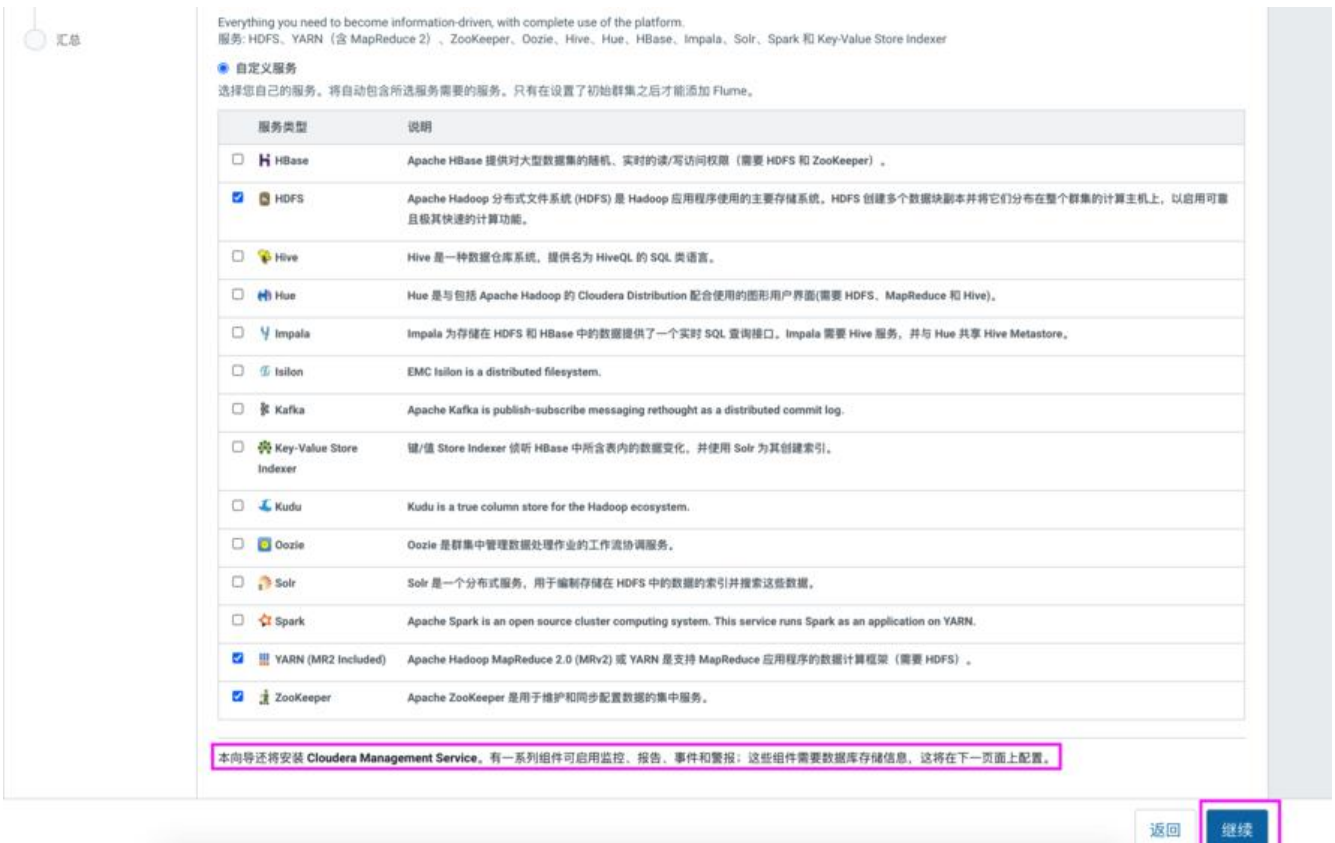 Everything you need to become information-driven, with complete use of the platform.
汇总
服务: HDFS、YARN（含 MapReduce 2）、ZooKeeper、Oozie、Hive、Hue、HBase、Impala、Solr、Spark 和 Key-Value Store Indexer
自定义服务
选择您自己的服务。将自动包含所选服务需要的服务。只有在设置了初始群集之后才能添加 Flume。
服务类型 说明
HBase Apache HBase 提供对大型数据集的随机、实时的读/写访问权限（需要 HDFS 和 ZooKeeper）。
HDFS Apache Hadoop 分布式文件系统 (HDFS) 是 Hadoop 应用程序使用的主要存储系统。HDFS 创建多个数据块副本并将它们分布在整个群集的计算主机上，以启用可靠
且极其快速的计算功能。
Hive Hive 是一种数据仓库系统，提供名为 HiveQL 的 SQL 类语言。
Hue Hue 是与包括 Apache Hadoop 的 Cloudera Distribution 配合使用的图形用户界面(需要 HDFS、MapReduce 和 Hive)。
Impala Impala 为存储在 HDFS 和 HBase 中的数据提供了一个实时 SQL 查询接口。Impala 需要 Hive 服务，并与 Hue 共享 Hive Metastore。
Isilon EMC Isilon is a distributed filesystem.
Kafka Apache Kafka is publish-subscribe messaging rethought as a distributed commit log.
Key-Value Store 键/值 Store Indexer 侦听 HBase 中所含表内的数据变化，并使用 Solr 为其创建索引。
Indexer
Kudu Kudu is a true column store for the Hadoop ecosystem.
Oozie Oozie 是群集中管理数据处理作业的工作流协调服务。
Solr Solr 是一个分布式服务，用于编制存储在 HDFS 中的数据的索引并搜索这些数据。
Spark Apache Spark is an open source cluster computing system. This service runs Spark as an application on YARN.
YARN (MR2 Included) Apache Hadoop MapReduce 2.0 (MRv2) 或 YARN 是支持 MapReduce 应用程序的数据计算框架（需要 HDFS）。
ZooKeeper Apache ZooKeeper 是用于维护和同步配置数据的集中服务。
本向导还将安装 Cloudera Management Service。有一系列组件可启用监控、报告、事件和警报；这些组件需要数据库存储信息，这将在下一页面上配置。
返回 继续